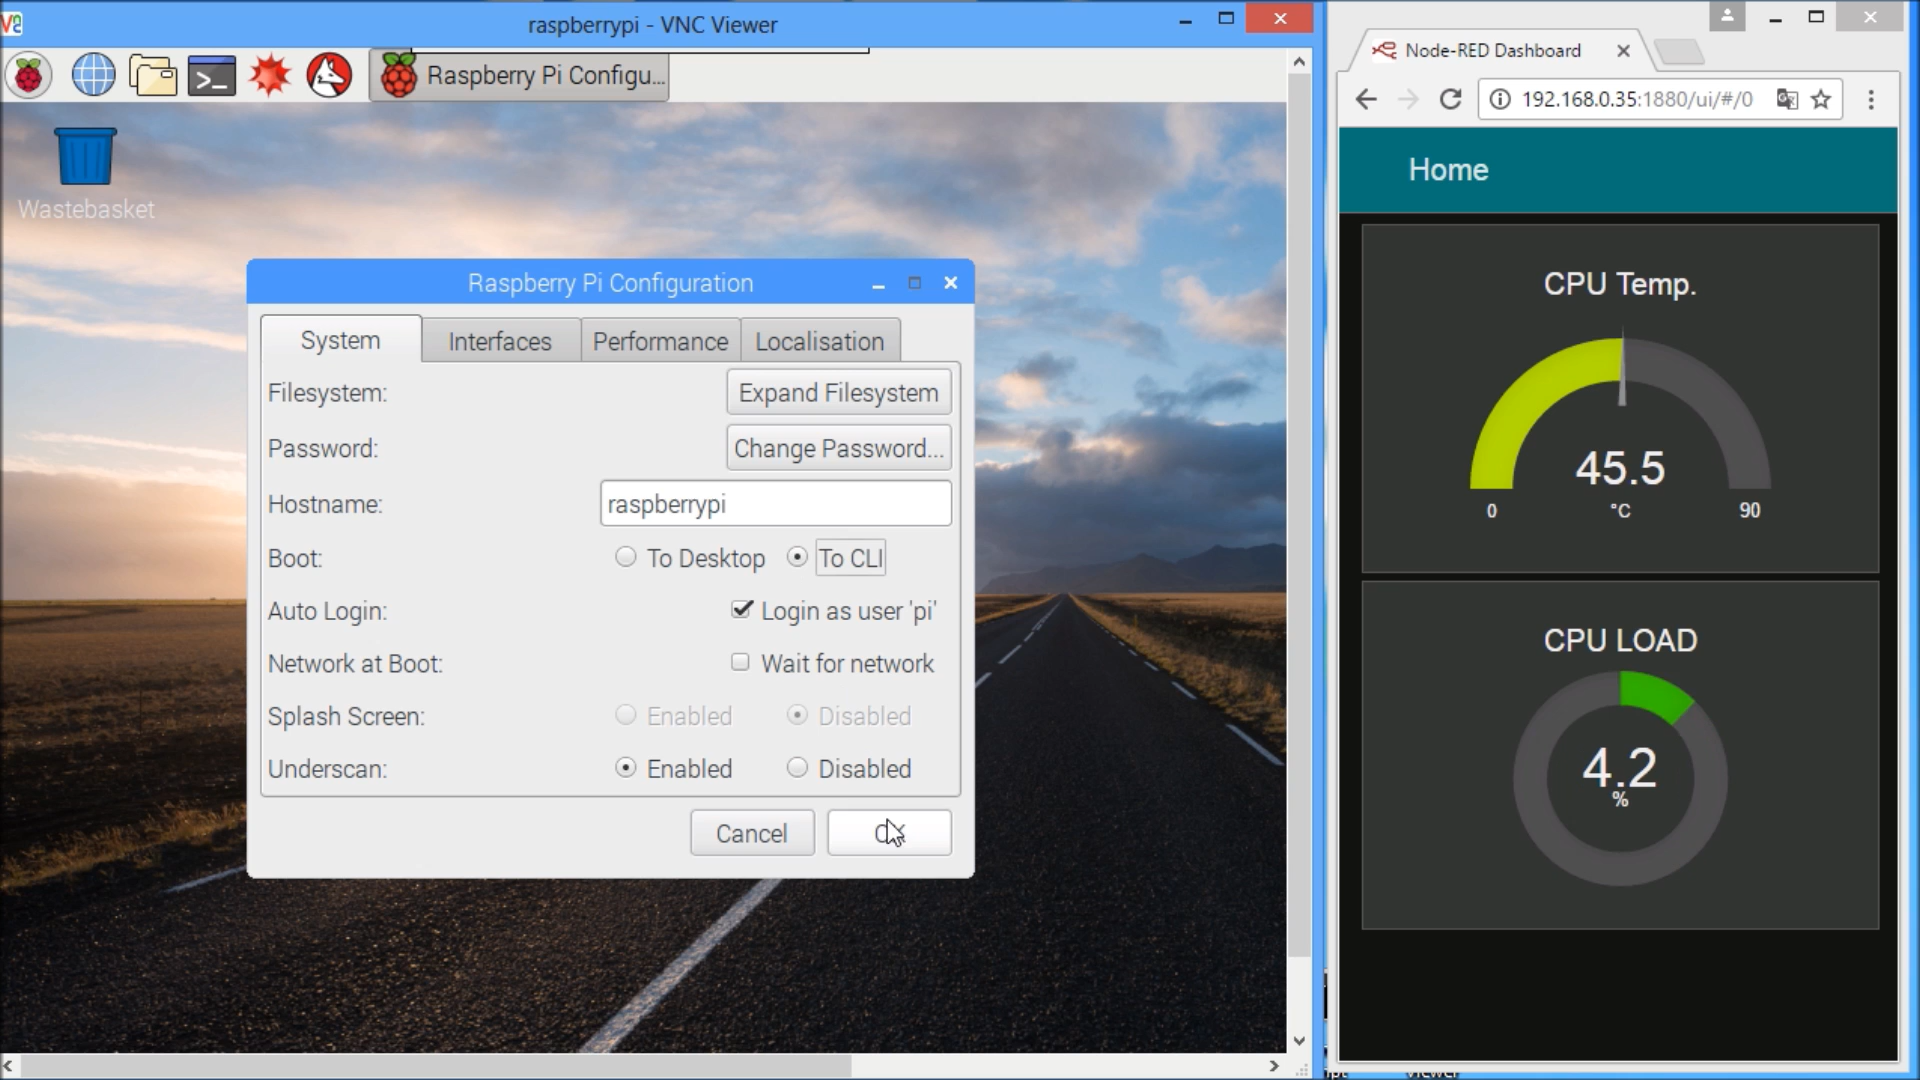 raspberrypi - VNC Viewer
Raspberry Pi Configu...
Wastebasket
Raspberry Pi Configuration
System
Interfaces
Performance
Localisation
Filesystem:
Expand Filesystem
Password:
Change Password...
Hostname:
raspberrypi
Boot:
To Desktop
To CLI
Auto Login:
Login as user 'pi'
Network at Boot:
Wait for network
Splash Screen:
Enabled
Disabled
Underscan:
Enabled
Disabled
Cancel
Node-RED Dashboard
192.168.0.35:1880/ui/#/0
Home
CPU Temp.
45.5
0
°C
90
CPU LOAD
4.2
%